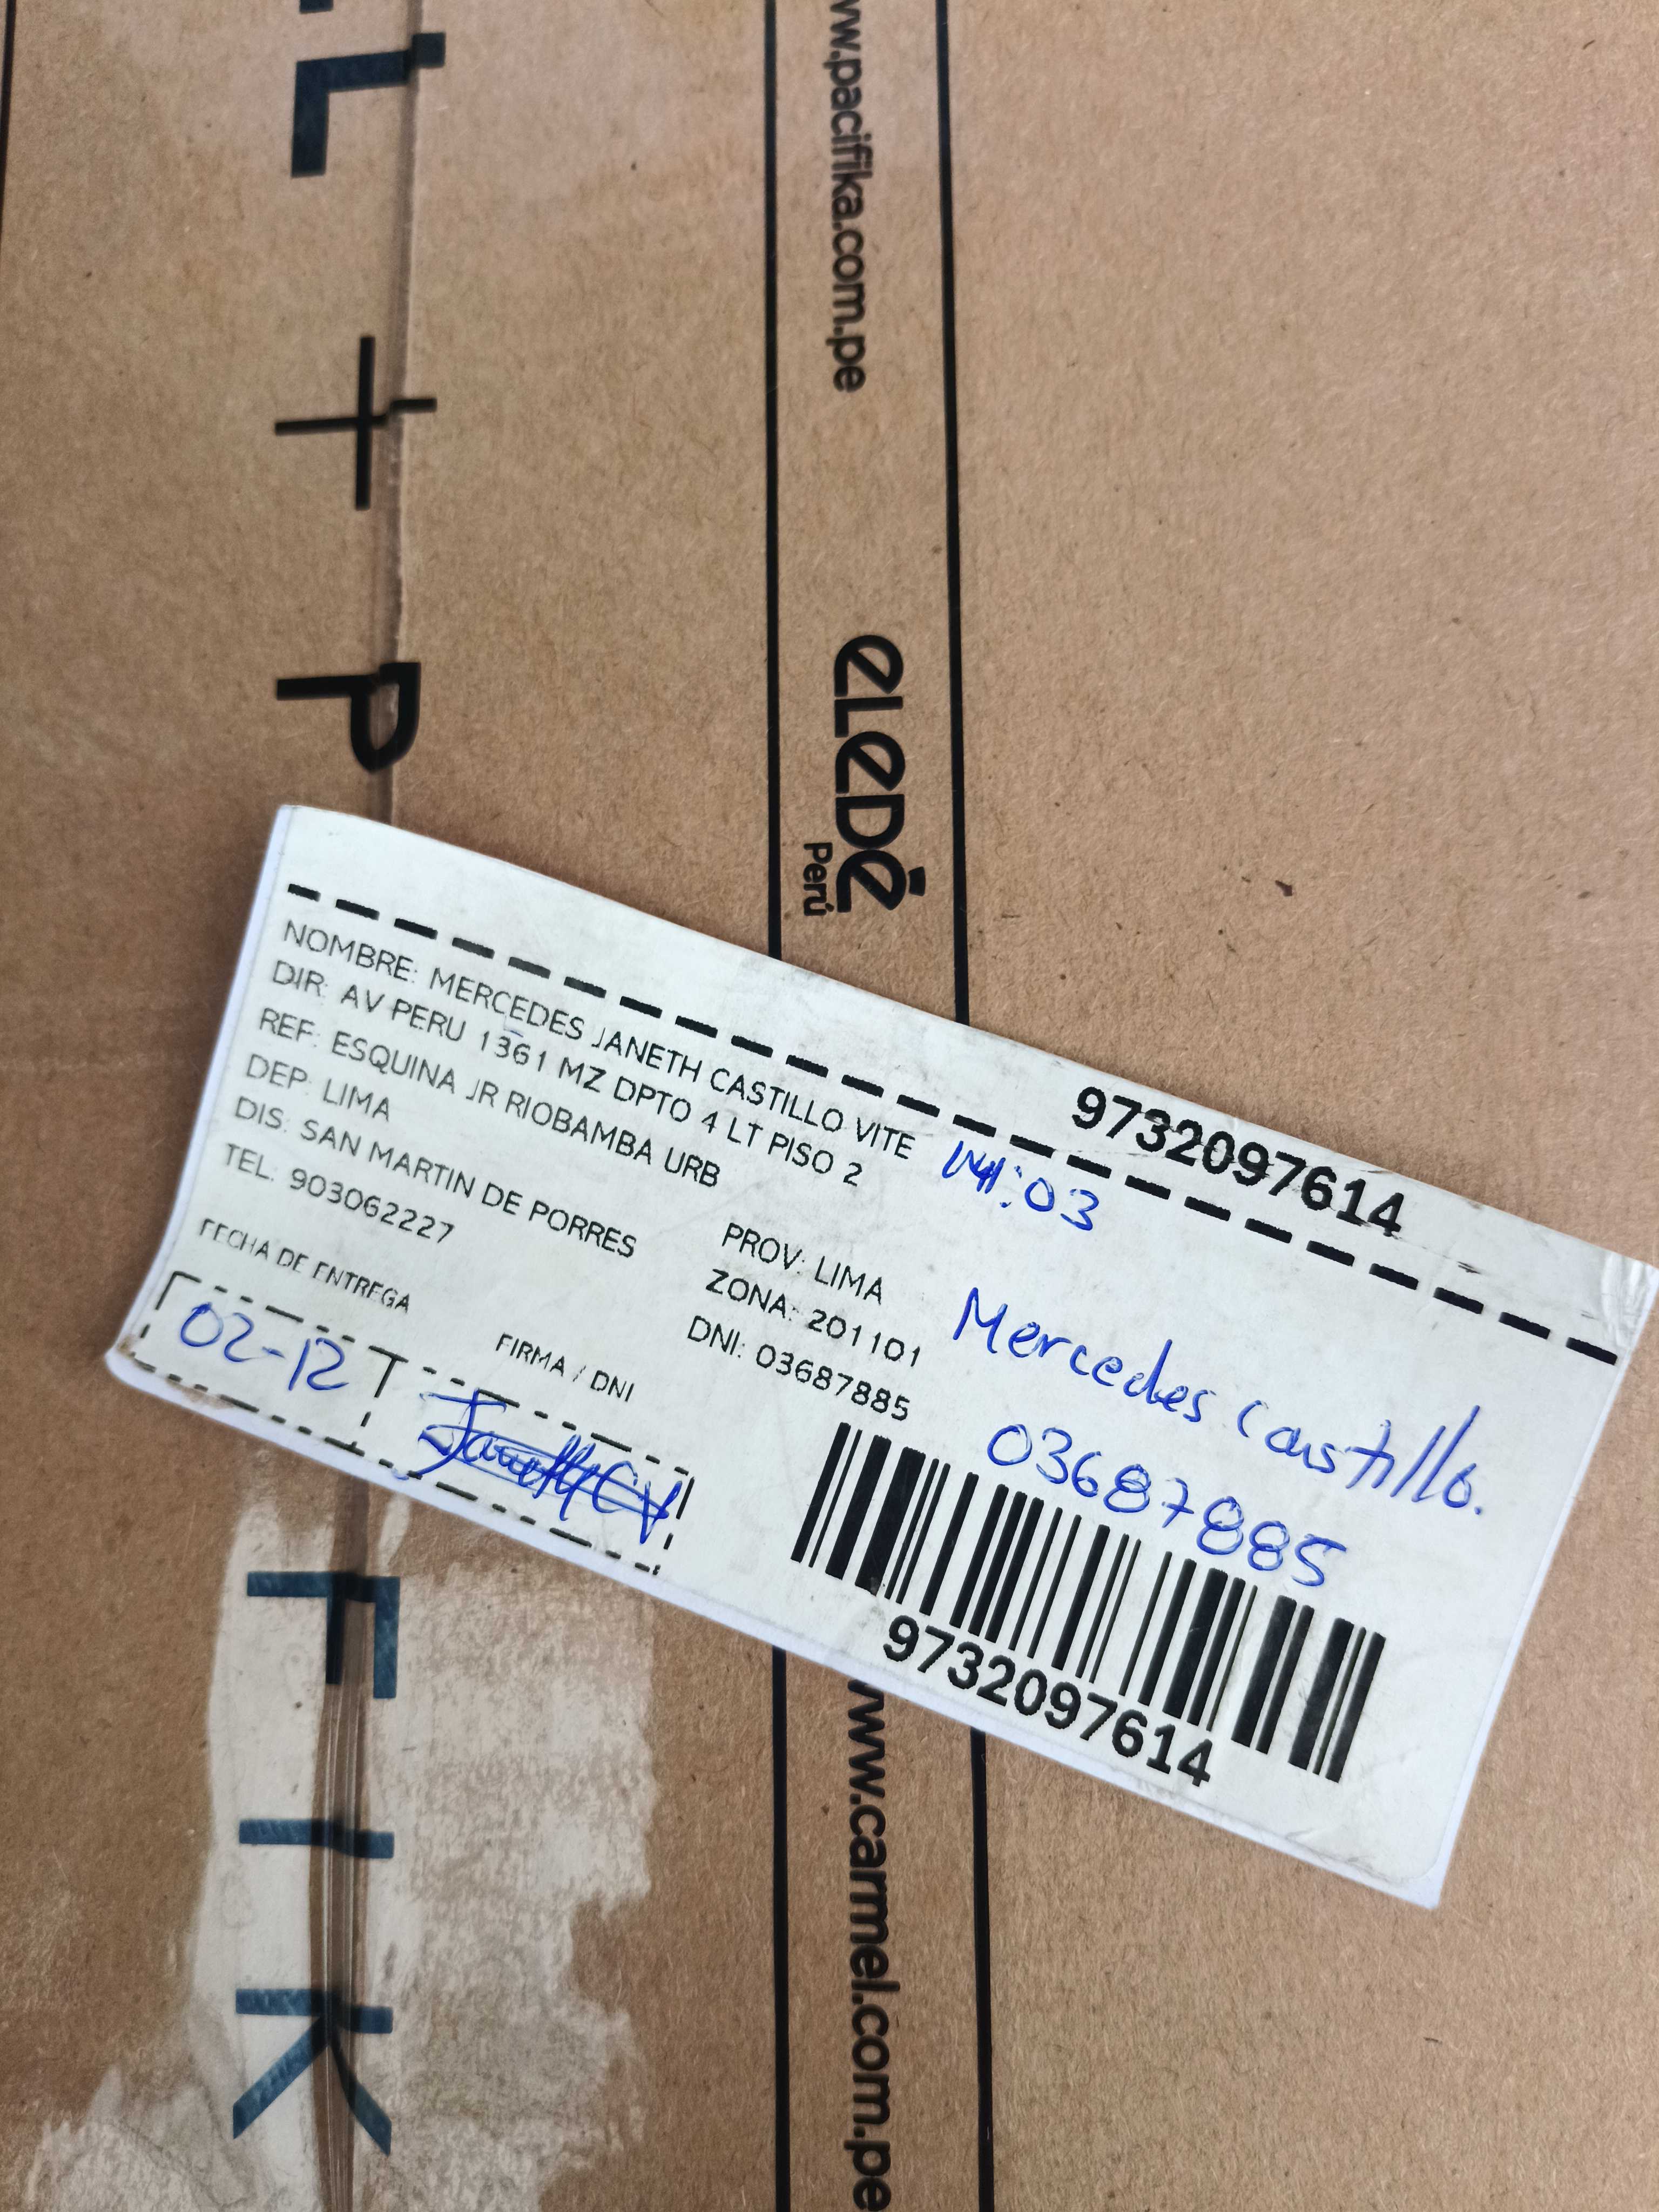 L + P
FIK
www.pacifika.com.pe
eLeDé
Perú
www.carmel.com.pe
9732097614
NOMBRE: MERCEDES JANETH CASTILLO VITE
DIR: AV PERU 1361 MZ DPTO 4 LT PISO 2
REF: ESQUINA JR RIOBAMBA URB
DEP: LIMA
DIS: SAN MARTIN DE PORRES
TEL: 903062227
PROV: LIMA
ZONA: 201101
DNI: 03687885
14:03
Mercedes Castillo.
03687885
FECHA DE ENTREGA
02-12
FIRMA / DNI
Janeth CV
9732097614